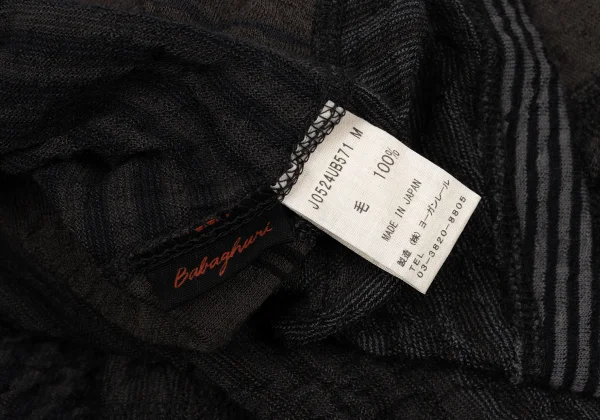 J0524UB571 M
毛 100%
MADE IN JAPAN
製造 (株) ヨーガンレール
TEL
03-3820-8805
Babaghuri